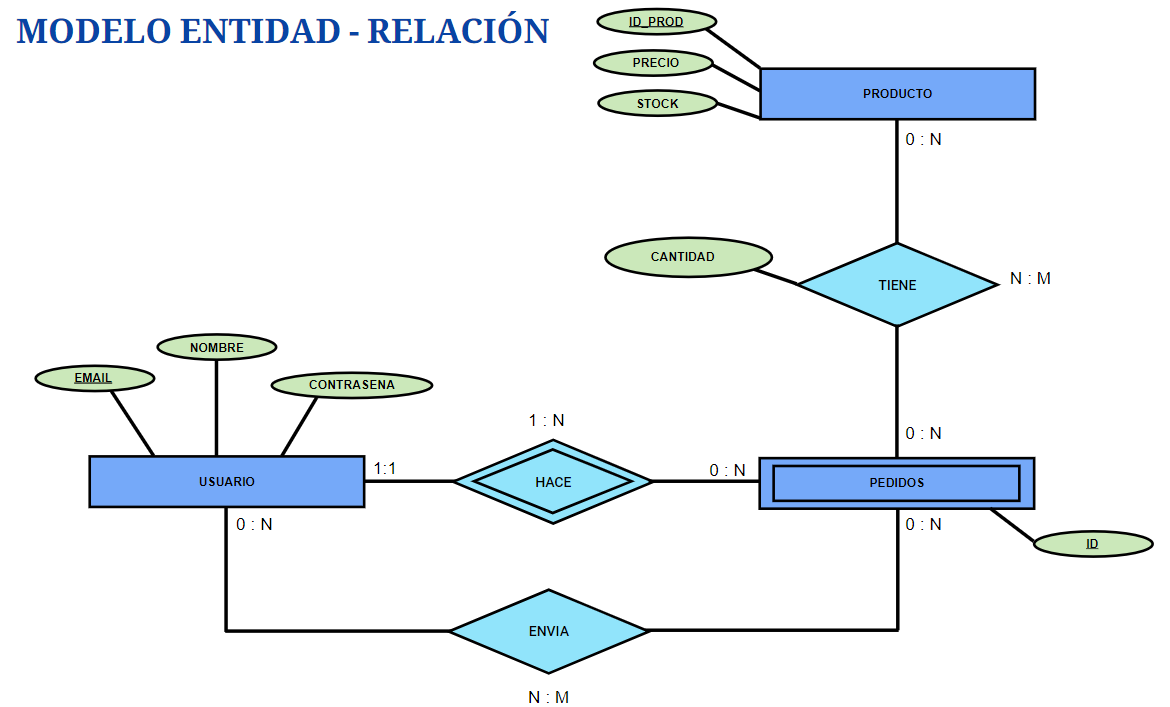 MODELO ENTIDAD - RELACIÓN
ID_PROD
PRECIO
STOCK
PRODUCTO
0 : N
CANTIDAD
TIENE
N : M
NOMBRE
EMAIL
CONTRASENA
1 : N
0 : N
USUARIO
1:1
HACE
0 : N
PEDIDOS
0 : N
0 : N
ID
ENVIA
N : M